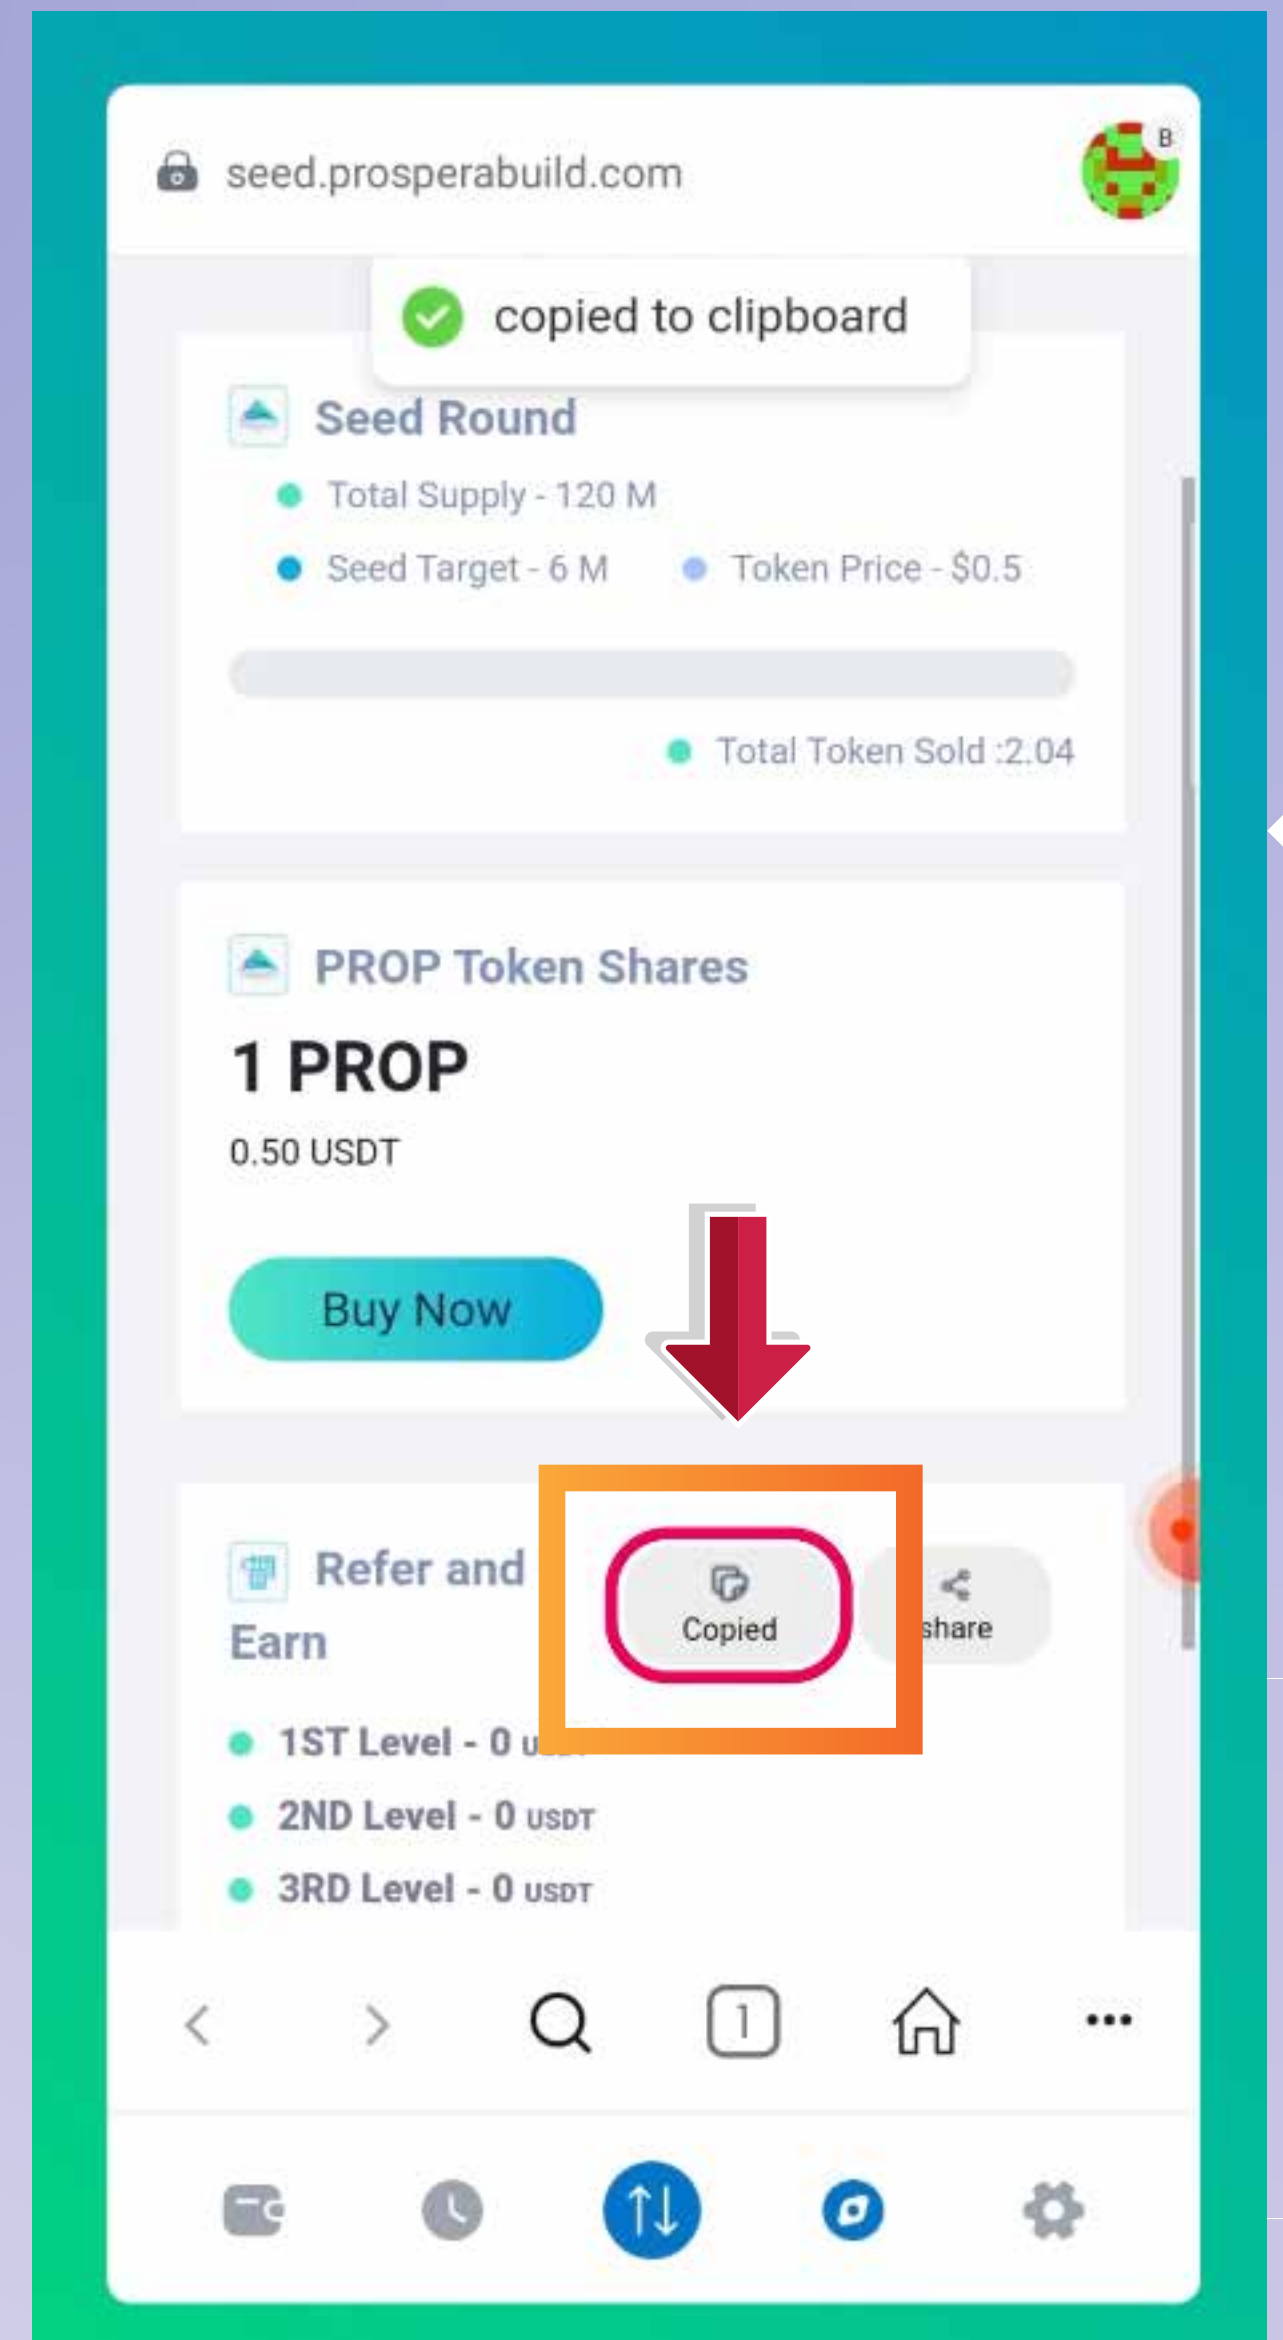 seed.prosperabuild.com
B
copied to clipboard
Seed Round
Total Supply - 120 M
Seed Target - 6 M
Token Price - $0.5
Total Token Sold :2.04
PROP Token Shares
1 PROP
0.50 USDT
Buy Now
Refer and
Earn
Copied
share
1ST Level - 0
2ND Level - 0 USDT
3RD Level - 0 USDT
1